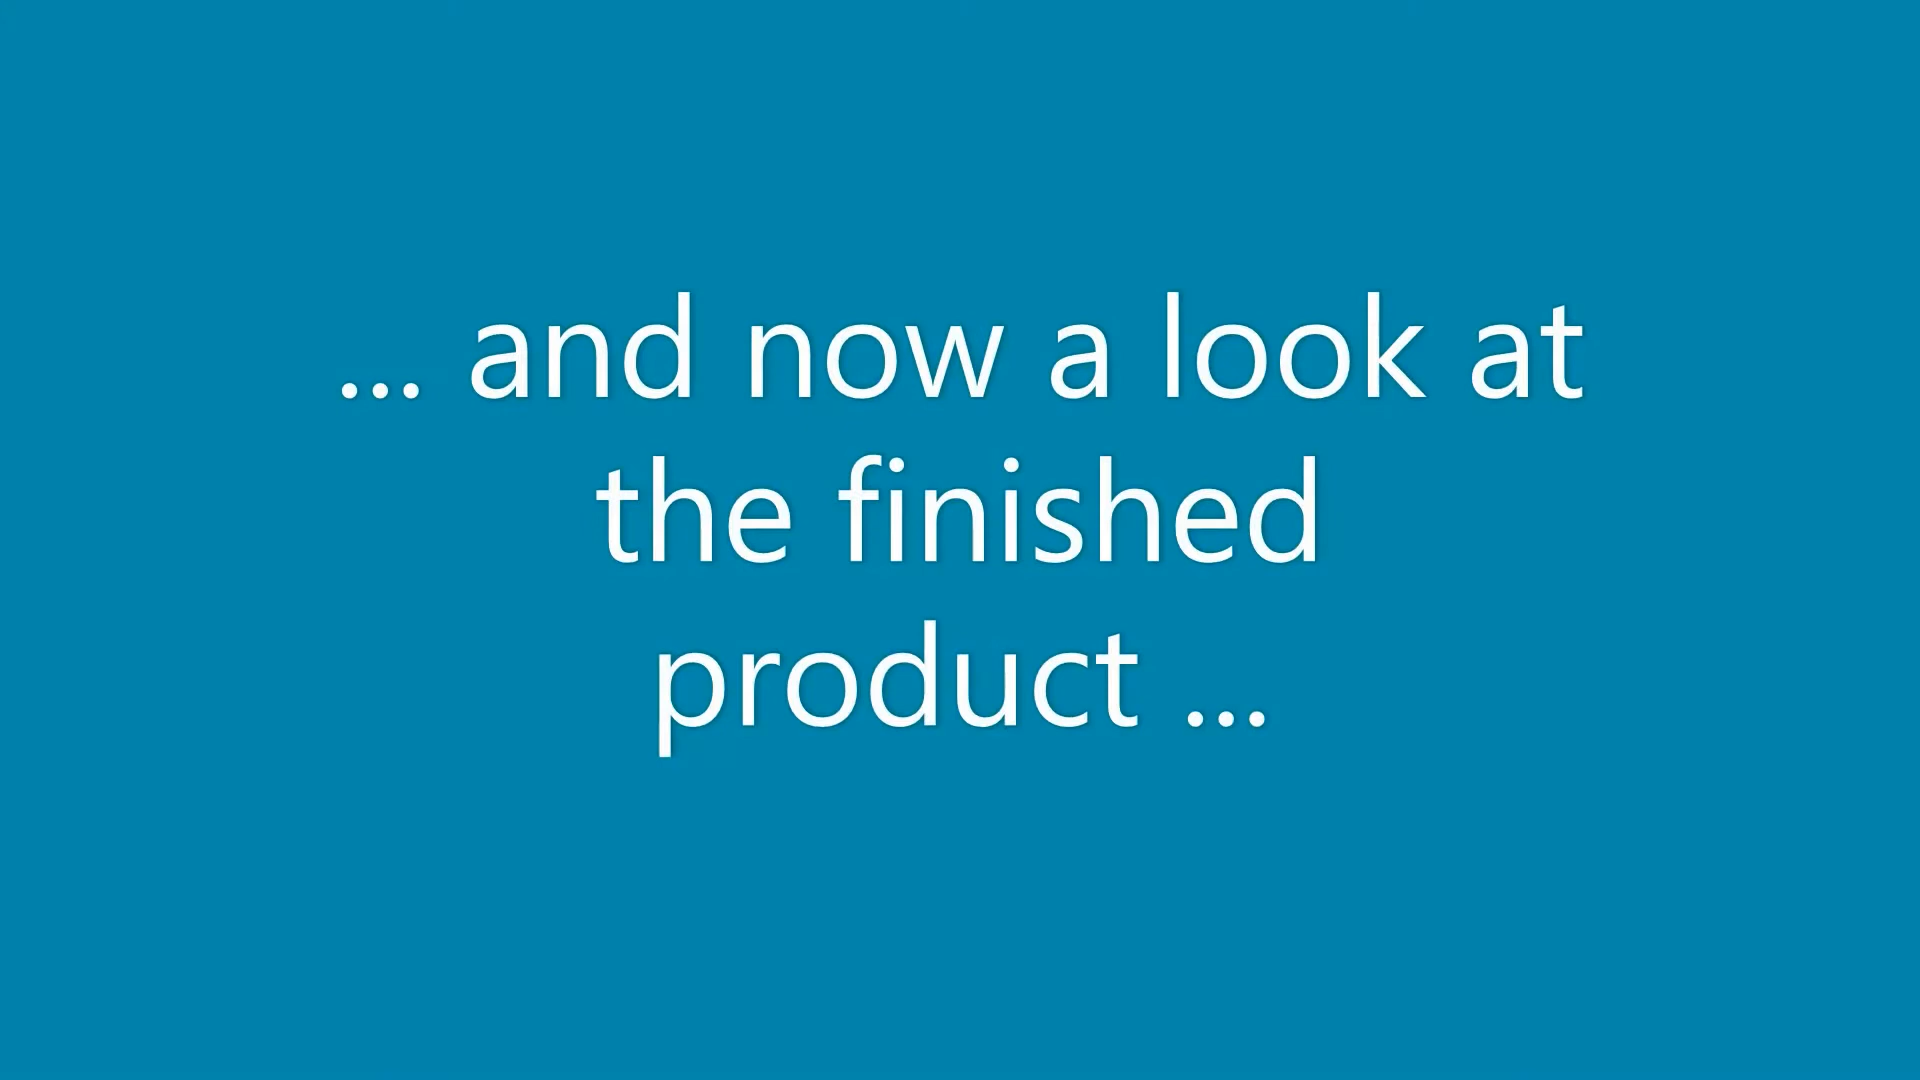 ... and now a look at
the finished
product ...